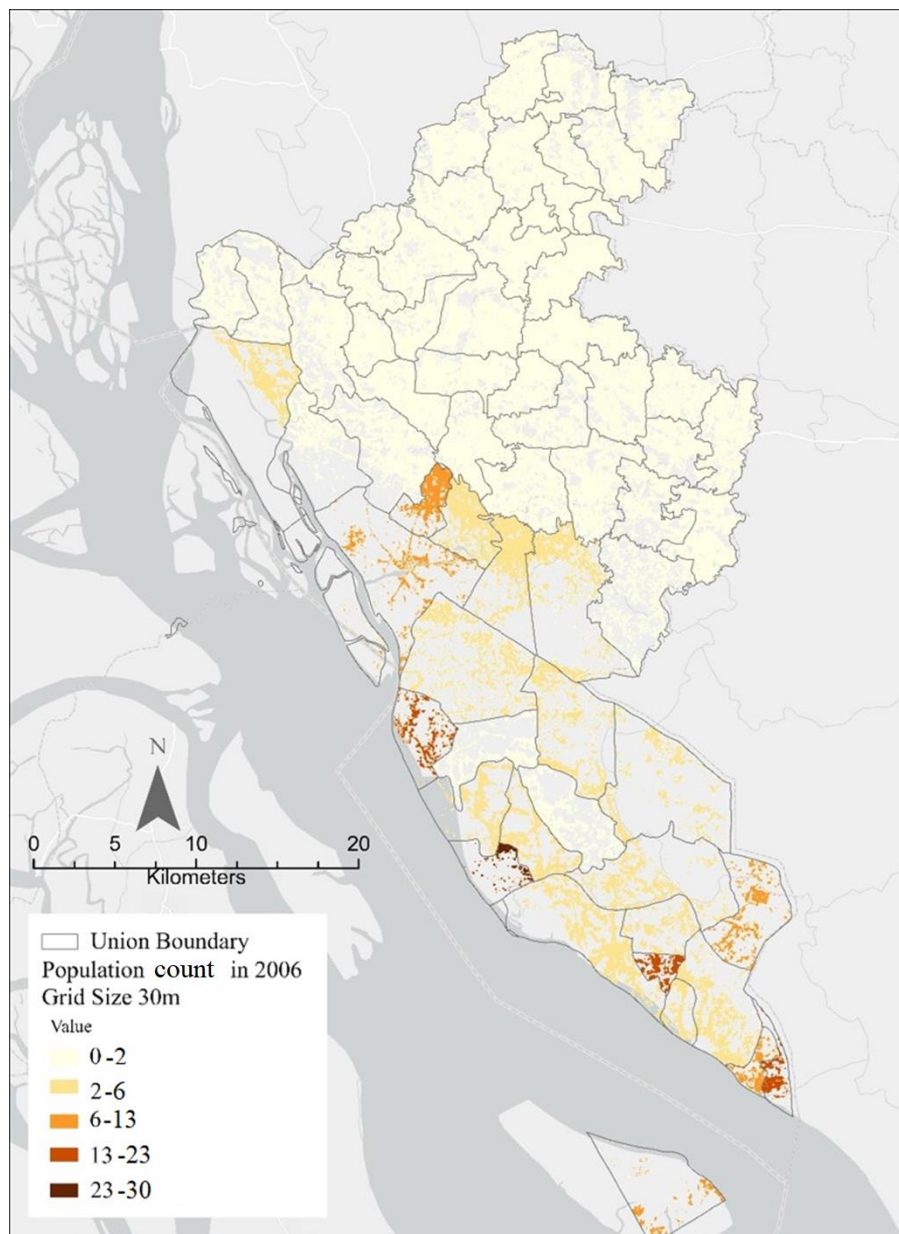 N
0 5 10 20
Kilometers
Union Boundary
Population count in 2006
Grid Size 30m
Value
0-2
2-6
6-13
13-23
23-30